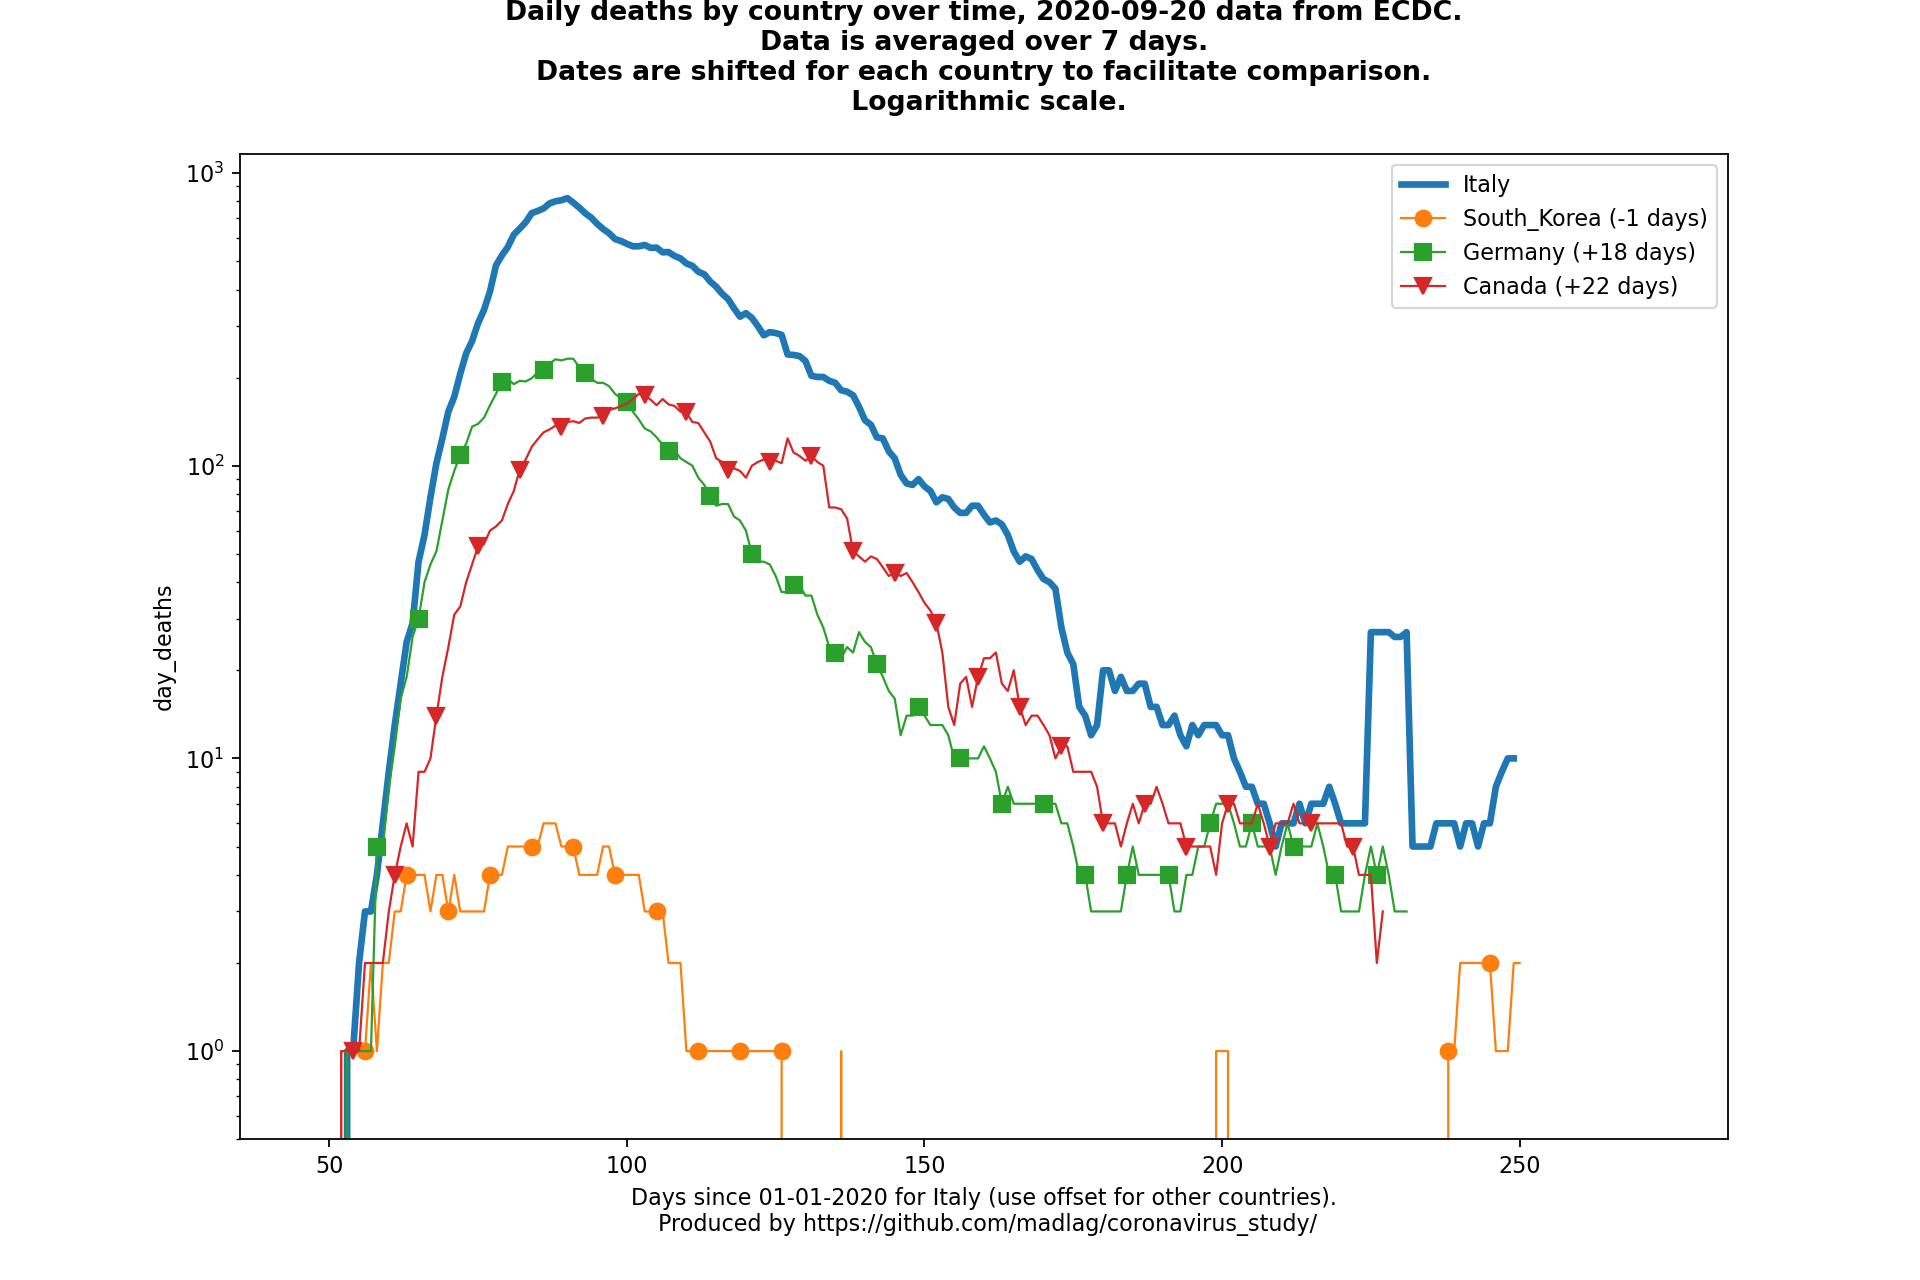 Daily deaths by country over time, 2020-09-20 data from ECDC.
Data is averaged over 7 days.
Dates are shifted for each country to facilitate comparison.
Logarithmic scale.
10³
10²
10¹
10⁰
day_deaths
Italy
South_Korea (-1 days)
Germany (+18 days)
Canada (+22 days)
50 100 150 200 250
Days since 01-01-2020 for Italy (use offset for other countries).
Produced by https://github.com/madlag/coronavirus_study/